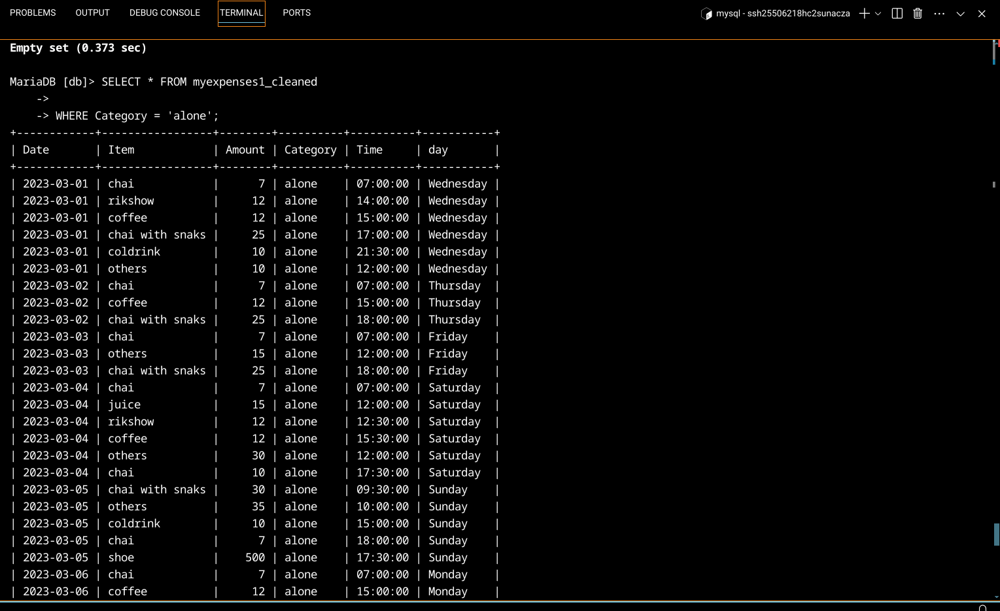 PROBLEMS OUTPUT DEBUG CONSOLE TERMINAL PORTS mysql - ssh25506218hc2sunacza
Empty set (0.373 sec)
MariaDB [db]> SELECT * FROM myexpenses1_cleaned
    ->
    -> WHERE Category = 'alone';
+------------+-----------------+--------+----------+----------+-----------+
| Date       | Item            | Amount | Category | Time     | day       |
+------------+-----------------+--------+----------+----------+-----------+
| 2023-03-01 | chai            |      7 | alone    | 07:00:00 | Wednesday |
| 2023-03-01 | rikshow         |     12 | alone    | 14:00:00 | Wednesday |
| 2023-03-01 | coffee          |     12 | alone    | 15:00:00 | Wednesday |
| 2023-03-01 | chai with snaks |     25 | alone    | 17:00:00 | Wednesday |
| 2023-03-01 | coldrink        |     10 | alone    | 21:30:00 | Wednesday |
| 2023-03-01 | others          |     10 | alone    | 12:00:00 | Wednesday |
| 2023-03-02 | chai            |      7 | alone    | 07:00:00 | Thursday  |
| 2023-03-02 | coffee          |     12 | alone    | 15:00:00 | Thursday  |
| 2023-03-02 | chai with snaks |     25 | alone    | 18:00:00 | Thursday  |
| 2023-03-03 | chai            |      7 | alone    | 07:00:00 | Friday    |
| 2023-03-03 | others          |     15 | alone    | 12:00:00 | Friday    |
| 2023-03-03 | chai with snaks |     25 | alone    | 18:00:00 | Friday    |
| 2023-03-04 | chai            |      7 | alone    | 07:00:00 | Saturday  |
| 2023-03-04 | juice           |     15 | alone    | 12:00:00 | Saturday  |
| 2023-03-04 | rikshow         |     12 | alone    | 12:30:00 | Saturday  |
| 2023-03-04 | coffee          |     12 | alone    | 15:30:00 | Saturday  |
| 2023-03-04 | others          |     30 | alone    | 12:00:00 | Saturday  |
| 2023-03-04 | chai            |     10 | alone    | 17:30:00 | Saturday  |
| 2023-03-05 | chai with snaks |     30 | alone    | 09:30:00 | Sunday    |
| 2023-03-05 | others          |     35 | alone    | 10:00:00 | Sunday    |
| 2023-03-05 | coldrink        |     10 | alone    | 15:00:00 | Sunday    |
| 2023-03-05 | chai            |      7 | alone    | 18:00:00 | Sunday    |
| 2023-03-05 | shoe            |    500 | alone    | 17:30:00 | Sunday    |
| 2023-03-06 | chai            |      7 | alone    | 07:00:00 | Monday    |
| 2023-03-06 | coffee          |     12 | alone    | 15:00:00 | Monday    |